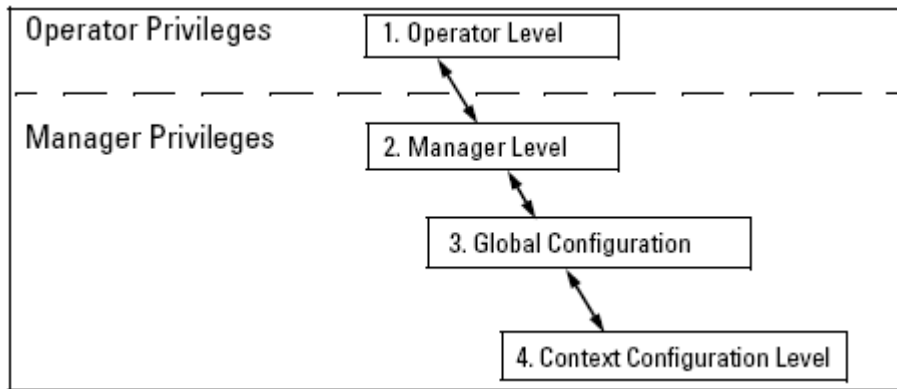 Operator Privileges
1. Operator Level
Manager Privileges
2. Manager Level
3. Global Configuration
4. Context Configuration Level